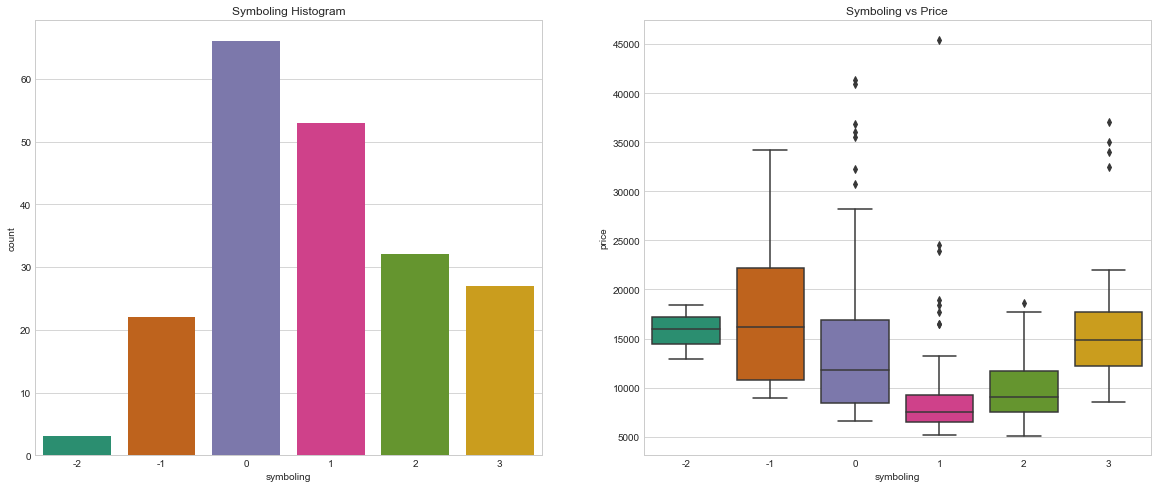 Symboling Histogram
count
60
50
40
30
20
10
0
-2 -1 0 1 2 3
symboling
Symboling vs Price
price
45000
40000
35000
30000
25000
20000
15000
10000
5000
-2 -1 0 1 2 3
symboling